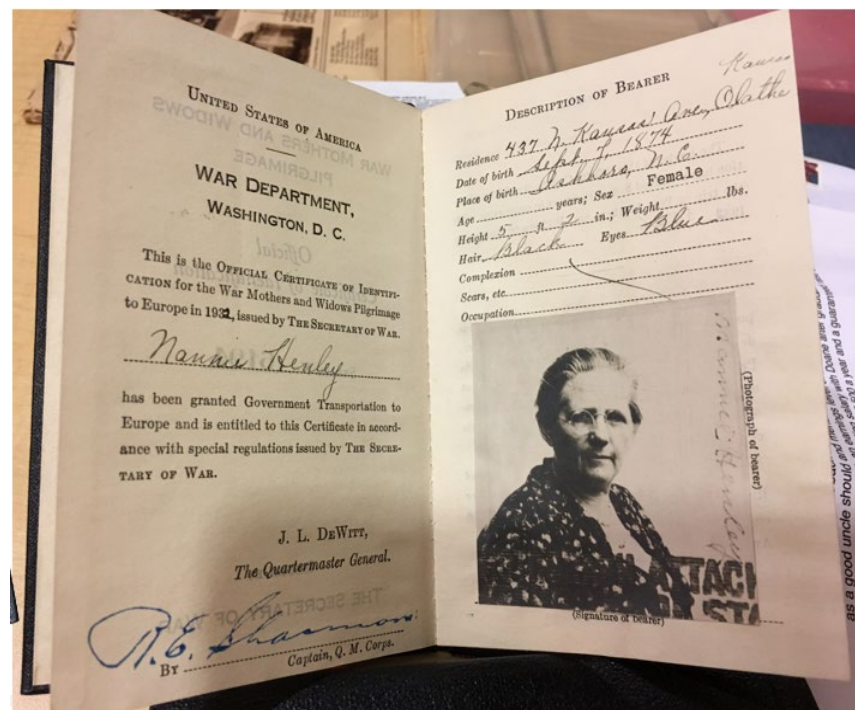 UNITED STATES OF AMERICA
WAR DEPARTMENT,
WASHINGTON, D. C.
This is the OFFICIAL CERTIFICATE OF IDENTIFI-
CATION for the War Mothers and Widows Pilgrimage
to Europe in 1932, issued by THE SECRETARY OF WAR.
Nannie Henley
has been granted Government Transportation to
Europe and is entitled to this Certificate in accord-
ance with special regulations issued by THE SECRE-
TARY OF WAR.
J. L. DEWITT,
The Quartermaster General.
R. E. Shannon
BY
Captain, Q. M. Corps.
DESCRIPTION OF BEARER
Kansas
Residence 437 N. Kansas Ave, Olathe
Date of birth Sept. 7, 1874
Place of birth Ashboro, N. C.
Age years; Sex Female
Height 5 ft. 2 in.; Weight lbs.
Hair Black Eyes Blue
Complexion
Scars, etc.
Occupation
Nannie Henley
(Photograph of bearer)
ATTACH
(Signature of bearer)
as a good uncle should